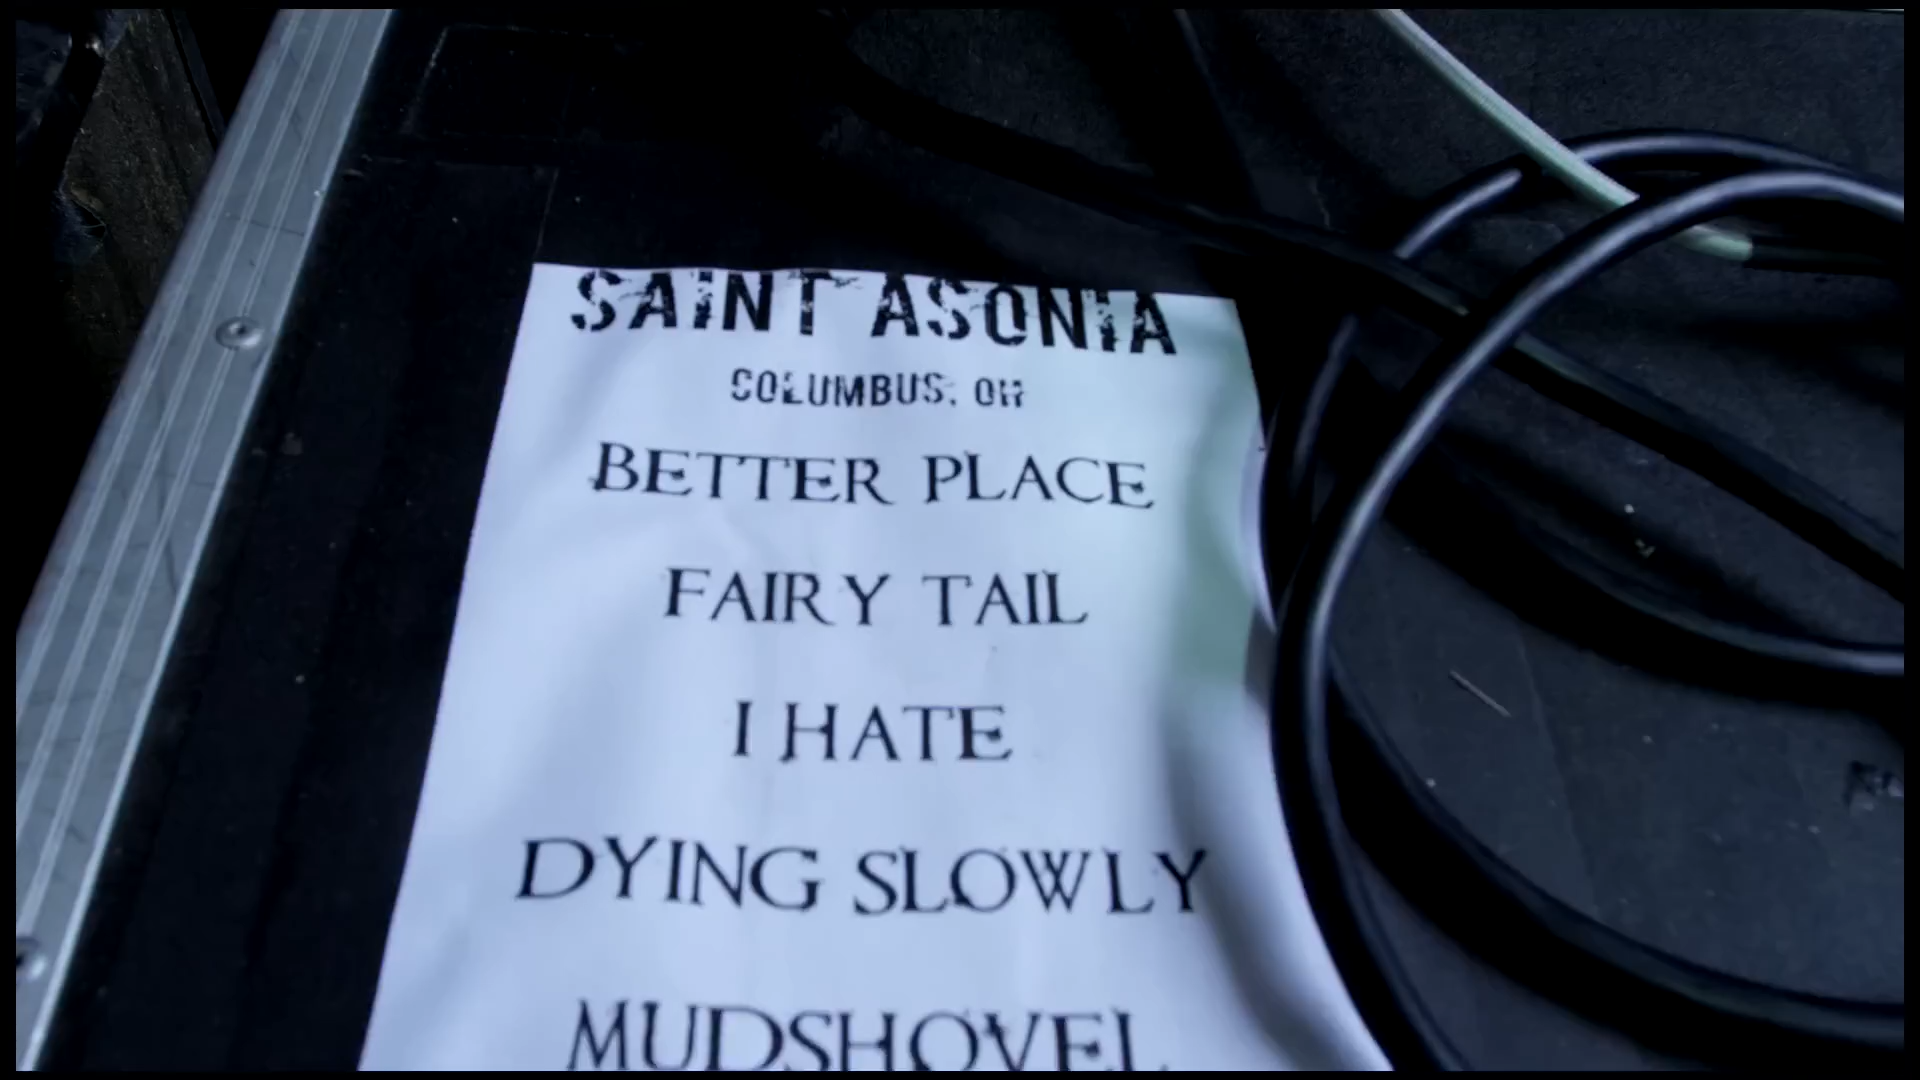 SAINT ASONIA
COLUMBUS, OH
BETTER PLACE
FAIRY TAIL
I HATE
DYING SLOWLY
MUDSHOVEL